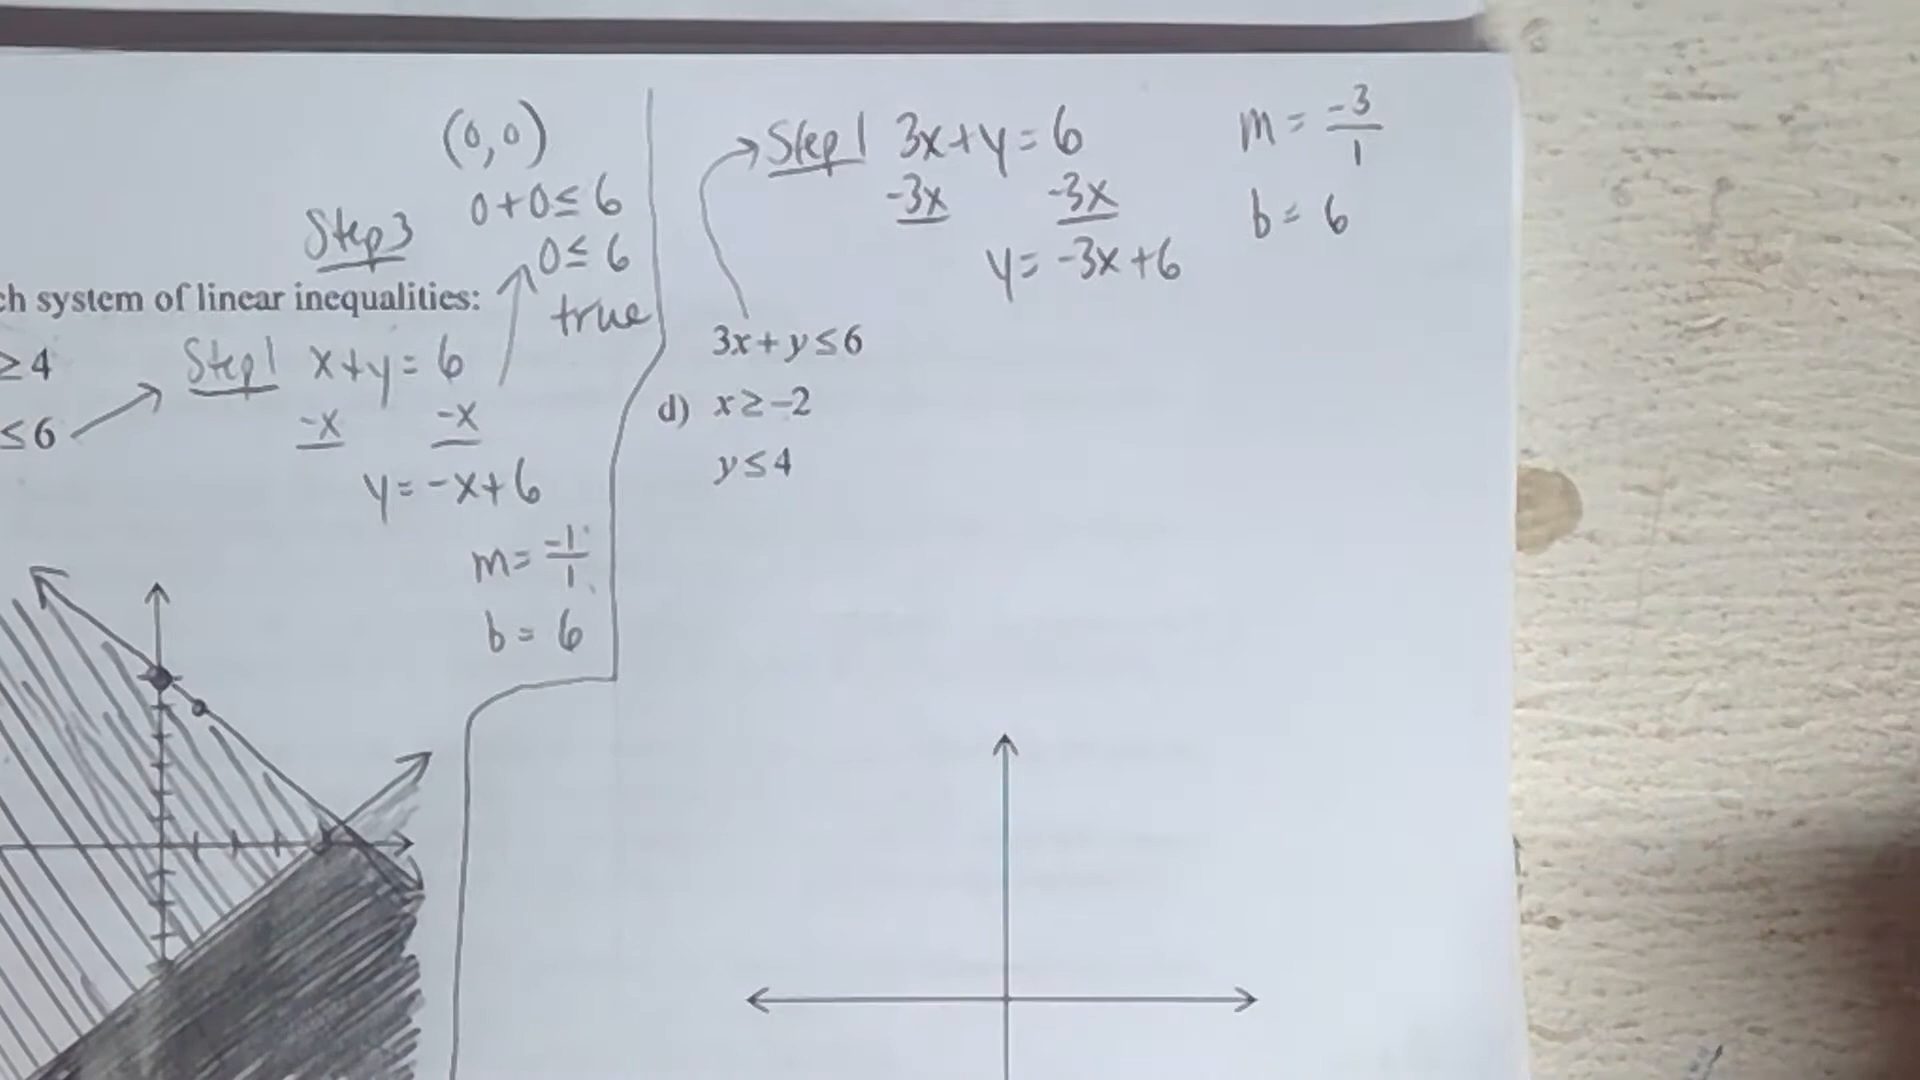 (0,0)
0+0≤6
Step 3
0≤6
true
ch system of linear inequalities:
≥4
≤6
Step 1 x+y=6
-x -x
y=-x+6
m=-1/1
b=6
Step 1 3x+y=6
-3x -3x
y=-3x+6
m=-3/1
b=6
3x+y≤6
d) x≥-2
y≤4